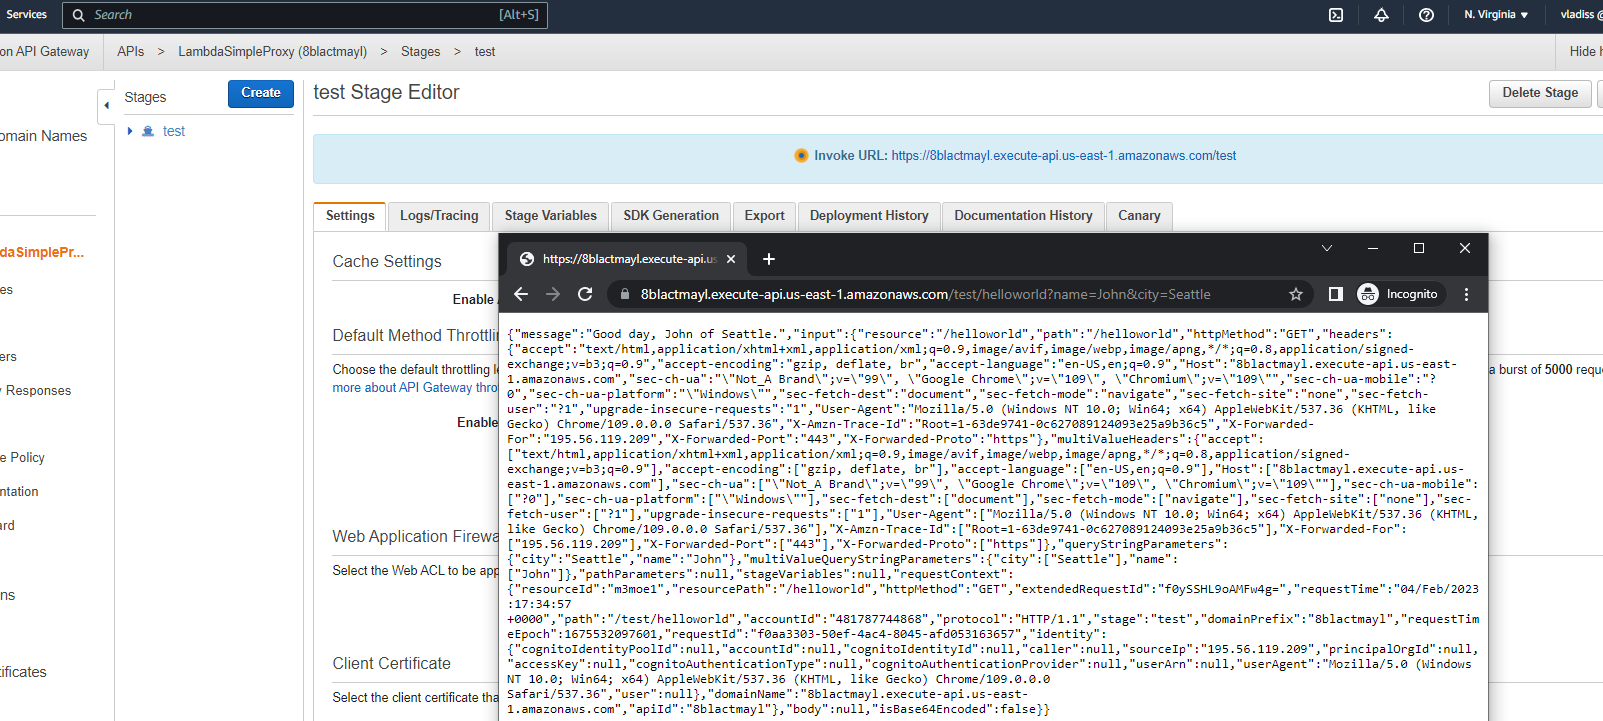 Services
Search
[Alt+S]
N. Virginia
vladiss @
on API Gateway
APIs > LambdaSimpleProxy (8blactmayl) > Stages > test
Hide
Stages
Create
test Stage Editor
Delete Stage
omain Names
test
Invoke URL: https://8blactmayl.execute-api.us-east-1.amazonaws.com/test
Settings
Logs/Tracing
Stage Variables
SDK Generation
Export
Deployment History
Documentation History
Canary
daSimplePr...
Cache Settings
https://8blactmayl.execute-api.us
es
Enable
8blactmayl.execute-api.us-east-1.amazonaws.com/test/helloworld?name=John&city=Seattle
Incognito
Default Method Throttlin
ers
Choose the default throttling le
a burst of 5000 reque
more about API Gateway thro
Responses
Enable
e Policy
ntation
ard
Web Application Firewa
Select the Web ACL to be app
ns
Client Certificate
tificates
Select the client certificate tha
{"message":"Good day, John of Seattle.","input":{"resource":"/helloworld","path":"/helloworld","httpMethod":"GET","headers":
{"accept":"text/html,application/xhtml+xml,application/xml;q=0.9,image/avif,image/webp,image/apng,*/*;q=0.8,application/signed-
exchange;v=b3;q=0.9","accept-encoding":"gzip, deflate, br","accept-language":"en-US,en;q=0.9","Host":"8blactmayl.execute-api.us-east-
1.amazonaws.com","sec-ch-ua":"\"Not_A Brand\";v=\"99\", \"Google Chrome\";v=\"109\", \"Chromium\";v=\"109\"","sec-ch-ua-mobile":"?
0","sec-ch-ua-platform":"\"Windows\"","sec-fetch-dest":"document","sec-fetch-mode":"navigate","sec-fetch-site":"none","sec-fetch-
user":"?1","upgrade-insecure-requests":"1","User-Agent":"Mozilla/5.0 (Windows NT 10.0; Win64; x64) AppleWebKit/537.36 (KHTML, like
Gecko) Chrome/109.0.0.0 Safari/537.36","X-Amzn-Trace-Id":"Root=1-63de9741-0c627089124093e25a9b36c5","X-Forwarded-
For":"195.56.119.209","X-Forwarded-Port":"443","X-Forwarded-Proto":"https"},"multiValueHeaders":{"accept":
["text/html,application/xhtml+xml,application/xml;q=0.9,image/avif,image/webp,image/apng,*/*;q=0.8,application/signed-
exchange;v=b3;q=0.9"],"accept-encoding":["gzip, deflate, br"],"accept-language":["en-US,en;q=0.9"],"Host":["8blactmayl.execute-api.us-
east-1.amazonaws.com"],"sec-ch-ua":["\"Not_A Brand\";v=\"99\", \"Google Chrome\";v=\"109\", \"Chromium\";v=\"109\""],"sec-ch-ua-mobile":
["?0"],"sec-ch-ua-platform":["\"Windows\""],"sec-fetch-dest":["document"],"sec-fetch-mode":["navigate"],"sec-fetch-site":["none"],"sec-
fetch-user":["?1"],"upgrade-insecure-requests":["1"],"User-Agent":["Mozilla/5.0 (Windows NT 10.0; Win64; x64) AppleWebKit/537.36 (KHTML,
like Gecko) Chrome/109.0.0.0 Safari/537.36"],"X-Amzn-Trace-Id":["Root=1-63de9741-0c627089124093e25a9b36c5"],"X-Forwarded-For":
["195.56.119.209"],"X-Forwarded-Port":["443"],"X-Forwarded-Proto":["https"]},"queryStringParameters":
{"city":"Seattle","name":"John"},"multiValueQueryStringParameters":{"city":["Seattle"],"name":
["John"]},"pathParameters":null,"stageVariables":null,"requestContext":
{"resourceId":"m3moe1","resourcePath":"/helloworld","httpMethod":"GET","extendedRequestId":"f0ySSHL9oAMFw4g=","requestTime":"04/Feb/2023
:17:34:57
+0000","path":"/test/helloworld","accountId":"481787744868","protocol":"HTTP/1.1","stage":"test","domainPrefix":"8blactmayl","requestTim
eEpoch":1675532097601,"requestId":"f0aa3303-50ef-4ac4-8045-afd053163657","identity":
{"cognitoIdentityPoolId":null,"accountId":null,"cognitoIdentityId":null,"caller":null,"sourceIp":"195.56.119.209","principalOrgId":null,
"accessKey":null,"cognitoAuthenticationType":null,"cognitoAuthenticationProvider":null,"userArn":null,"userAgent":"Mozilla/5.0 (Windows
NT 10.0; Win64; x64) AppleWebKit/537.36 (KHTML, like Gecko) Chrome/109.0.0.0
Safari/537.36","user":null},"domainName":"8blactmayl.execute-api.us-east-
1.amazonaws.com","apiId":"8blactmayl"},"body":null,"isBase64Encoded":false}}